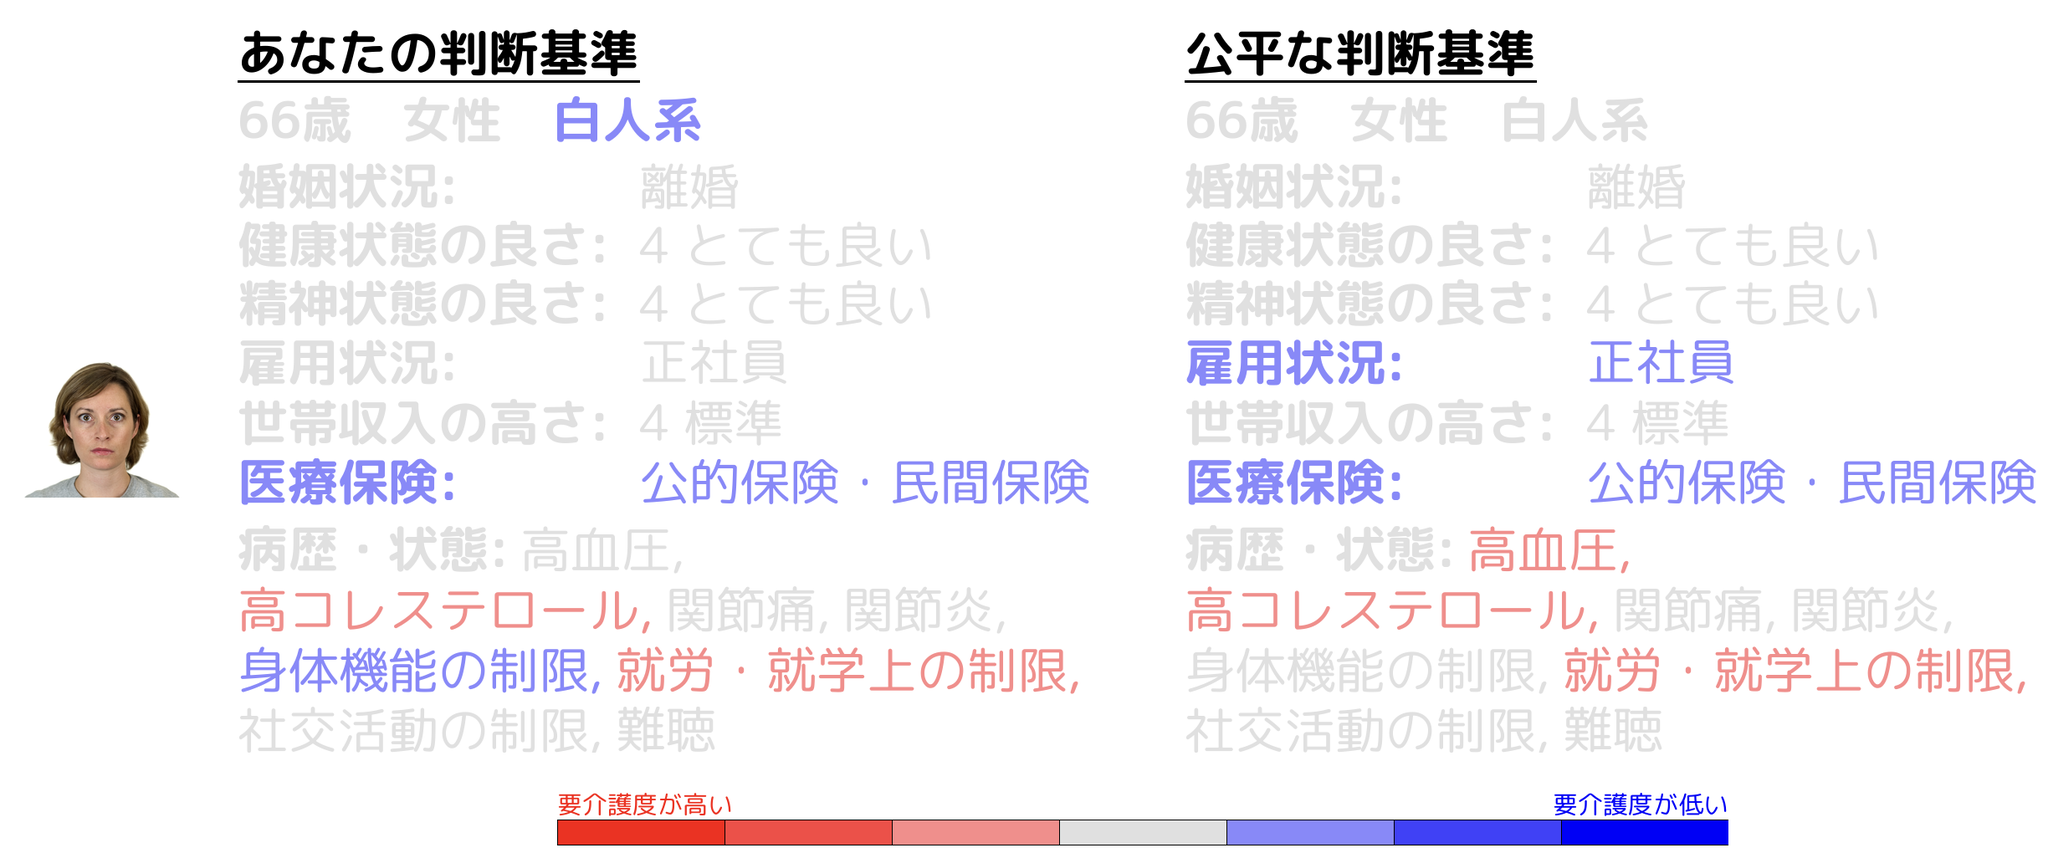 あなたの判断基準
66歳 女性 白人系
婚姻状況: 離婚
健康状態の良さ: 4 とても良い
精神状態の良さ: 4 とても良い
雇用状況: 正社員
世帯収入の高さ: 4 標準
医療保険: 公的保険・民間保険
病歴・状態: 高血圧,
高コレステロール, 関節痛, 関節炎,
身体機能の制限, 就労・就学上の制限,
社交活動の制限, 難聴
公平な判断基準
66歳 女性 白人系
婚姻状況: 離婚
健康状態の良さ: 4 とても良い
精神状態の良さ: 4 とても良い
雇用状況: 正社員
世帯収入の高さ: 4 標準
医療保険: 公的保険・民間保険
病歴・状態: 高血圧,
高コレステロール, 関節痛, 関節炎,
身体機能の制限, 就労・就学上の制限,
社交活動の制限, 難聴
要介護度が高い
要介護度が低い